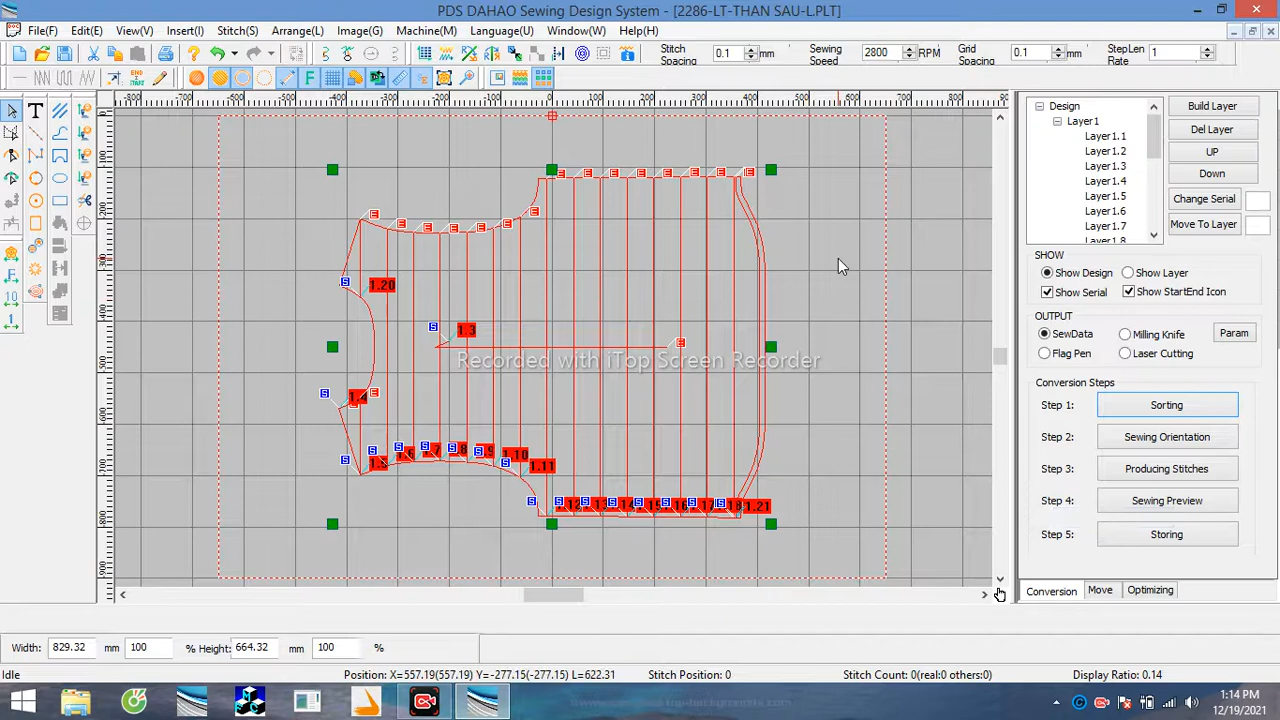 PDS DAHAO Sewing Design System - [2286-LT-THAN SAU-L.PLT]
File(F) Edit(E) View(V) Insert(I) Stitch(S) Arrange(L) Image(G) Machine(M) Language(U) Window(W) Help(H)
Stitch Spacing 0.1 mm Sewing Speed 2800 RPM Grid Spacing 0.1 mm StepLen Rate 1
Design
Layer1
Layer1.1
Layer1.2
Layer1.3
Layer1.4
Layer1.5
Layer1.6
Layer1.7
Layer1.8
Build Layer
Del Layer
UP
Down
Change Serial
Move To Layer
SHOW
Show Design Show Layer
Show Serial Show StartEnd Icon
OUTPUT
SewData Milling Knife Param
Flag Pen Laser Cutting
Conversion Steps
Step 1: Sorting
Step 2: Sewing Orientation
Step 3: Producing Stitches
Step 4: Sewing Preview
Step 5: Storing
Conversion Move Optimizing
1.20
1.3
Recorded with iTop Screen Recorder
1.4
1.10
1.11
1.21
Width: 829.32 mm 100 % Height: 664.32 mm 100 %
Idle Position: X=557.19(557.19) Y=-277.15(-277.15) L=622.31 Stitch Position: 0 Stitch Count: 0(real:0 others:0) Display Ratio: 0.14
1:14 PM
12/19/2021